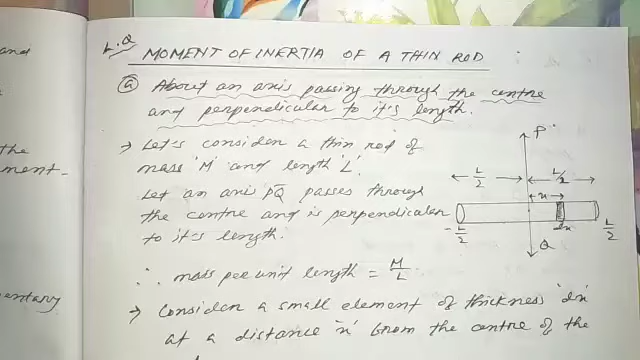 and
the
ment-
entary
L.Q
MOMENT OF INERTIA OF A THIN ROD
(a) About an axis passing through the centre
and perpendicular to it's length.
→ Let's consider a thin rod of
mass 'M' and length 'L'.
Let an axis PQ passes through
the centre and is perpendicular
to it's length.
∴ mass per unit length = M/L
→ Consider a small element of thickness 'dx'
at a distance 'x' from the centre of the
P
L/2
L/2
x
-L/2
dx
L/2
Q